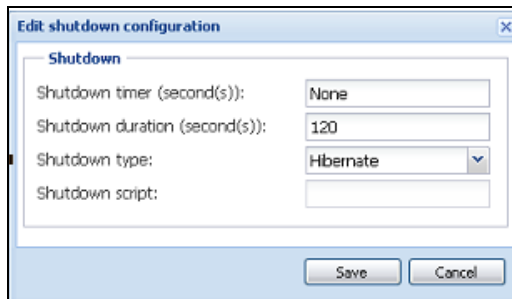 Edit shutdown configuration
Shutdown
Shutdown timer (second(s)): None
Shutdown duration (second(s)): 120
Shutdown type: Hibernate
Shutdown script:
Save Cancel